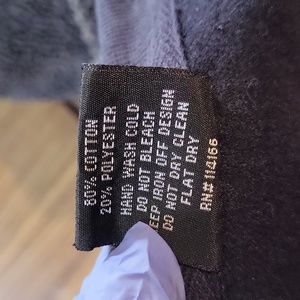 80% COTTON
20% POLYESTER
HAND WASH COLD
DO NOT BLEACH
EEP IRON OFF DESIGN
DO NOT DRY CLEAN
FLAT DRY
RN# 114166